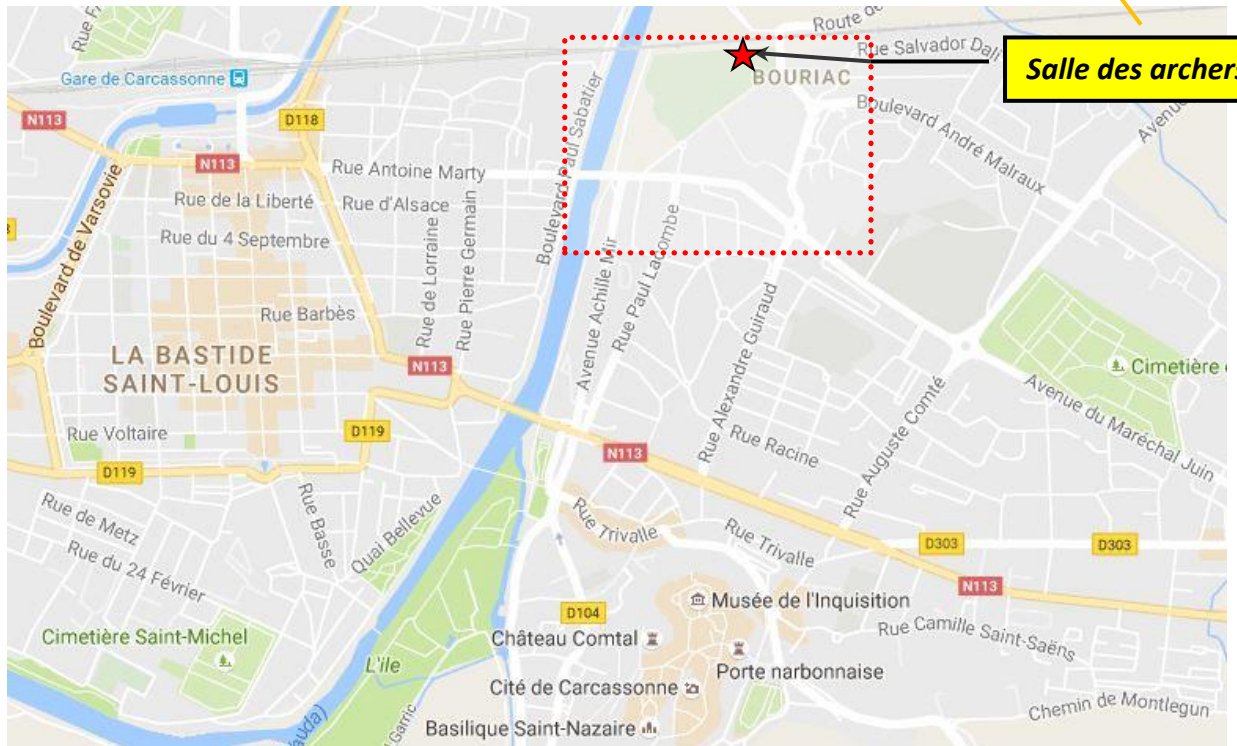 Route de
Rue Salvador Dalí
Salle des archers
BOURIAC
Gare de Carcassonne
Boulevard Paul Sabatier
Boulevard André Malraux
Avenue
N113
D118
N113
Rue Antoine Marty
Rue de la Liberté
Rue d'Alsace
Rue du 4 Septembre
Boulevard de Varsovie
Rue de Lorraine
Rue Pierre Germain
Avenue Achille Mir
Rue Paul Lacombe
Rue Alexandre Guiraud
Rue Barbès
LA BASTIDE
SAINT-LOUIS
N113
Cimetière
Avenue du Maréchal Juin
Rue Auguste Comté
Rue Voltaire
D119
D119
Rue Racine
N113
Rue de Metz
Rue Basse
Quai Bellevue
Rue Trivalle
Rue Trivalle
D303
D303
Rue du 24 Février
N113
D104
Musée de l'Inquisition
Rue Camille Saint-Saëns
Cimetière Saint-Michel
Château Comtal
L'ile
Porte narbonnaise
Cité de Carcassonne
Chemin de Montlegun
Garric
Basilique Saint-Nazaire